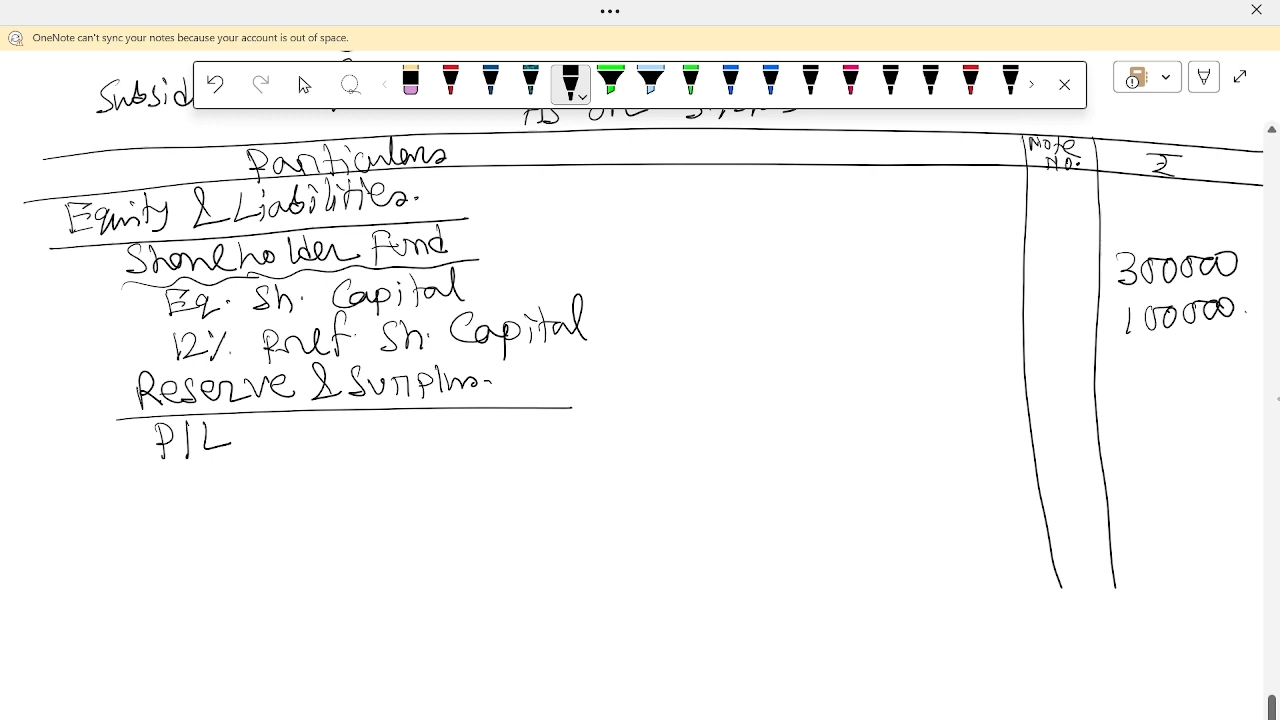 OneNote can't sync your notes because your account is out of space.
Subsid
Particulars Note No. ₹
Equity & Liabilities.
Shareholder Fund
Eq. Sh. Capital 300000
12% Pref. Sh. Capital 100000.
Reserve & Surplus.
P/L